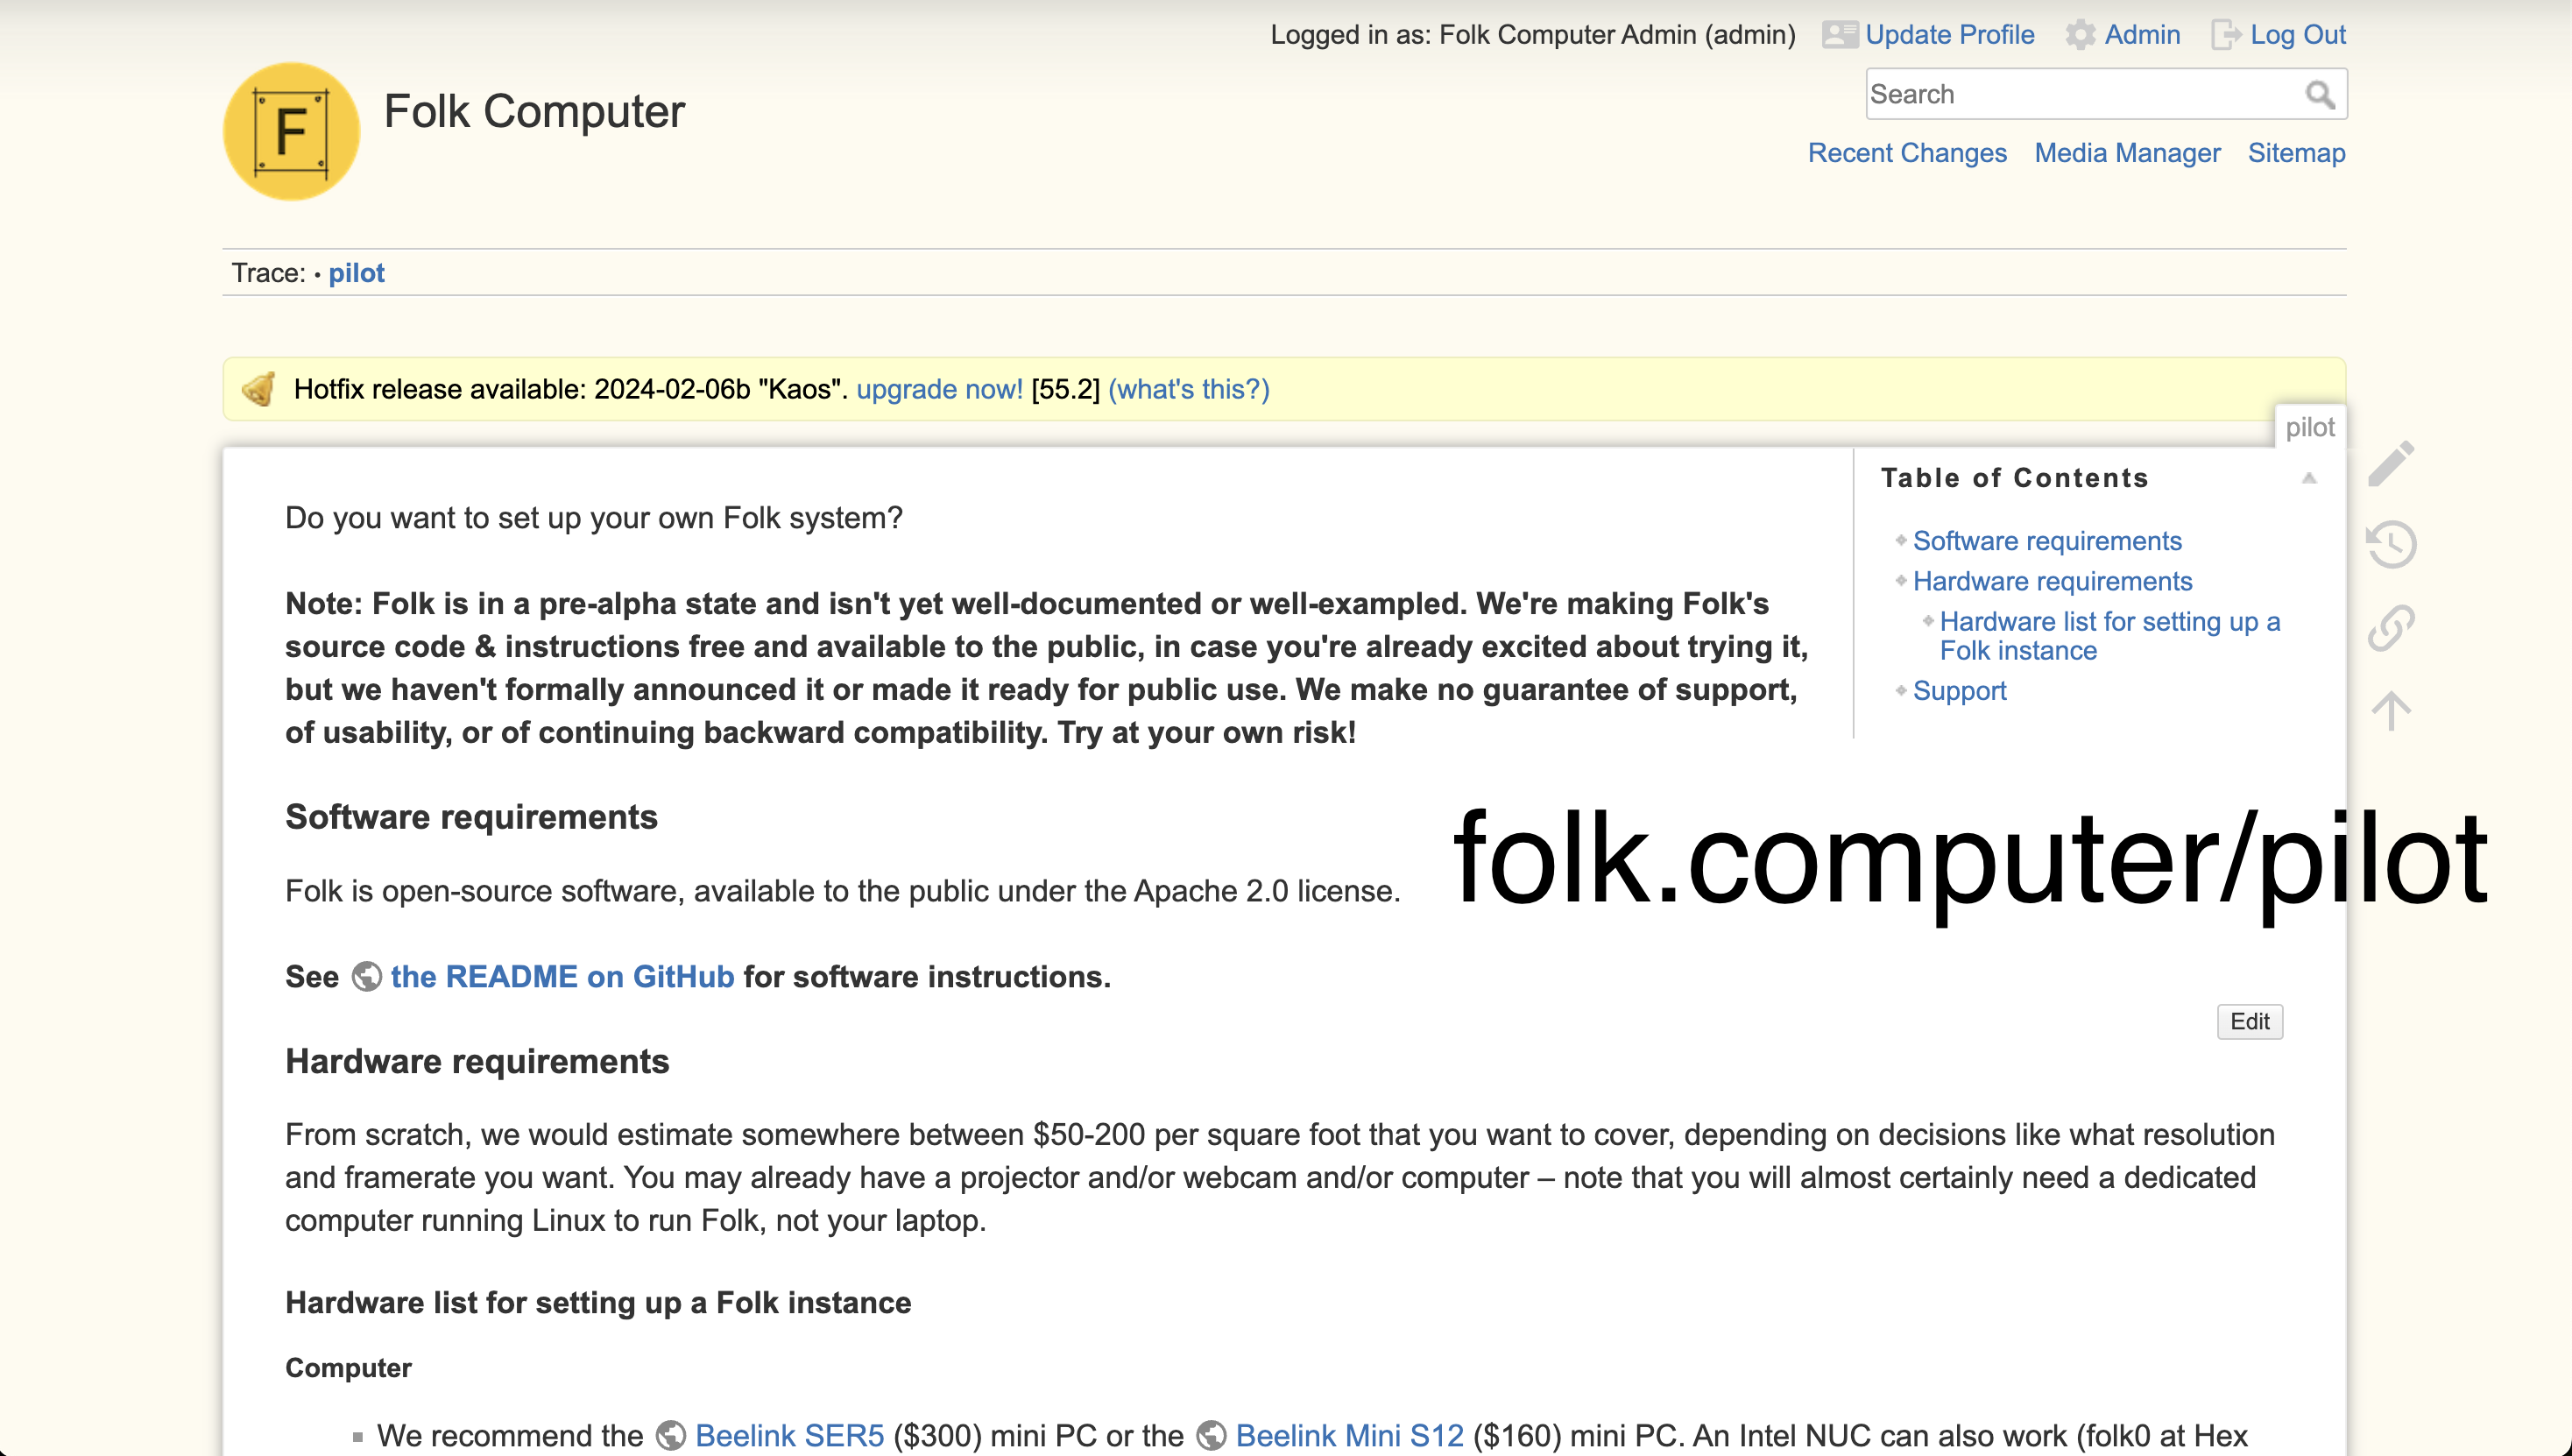 Logged in as: Folk Computer Admin (admin) Update Profile Admin Log Out
F
Folk Computer
Search
Recent Changes Media Manager Sitemap
Trace: • pilot
Hotfix release available: 2024-02-06b "Kaos". upgrade now! [55.2] (what's this?)
pilot
Do you want to set up your own Folk system?
Note: Folk is in a pre-alpha state and isn't yet well-documented or well-exampled. We're making Folk's
source code & instructions free and available to the public, in case you're already excited about trying it,
but we haven't formally announced it or made it ready for public use. We make no guarantee of support,
of usability, or of continuing backward compatibility. Try at your own risk!
Table of Contents
Software requirements
Hardware requirements
Hardware list for setting up a
Folk instance
Support
Software requirements
folk.computer/pilot
Folk is open-source software, available to the public under the Apache 2.0 license.
See the README on GitHub for software instructions.
Edit
Hardware requirements
From scratch, we would estimate somewhere between $50-200 per square foot that you want to cover, depending on decisions like what resolution
and framerate you want. You may already have a projector and/or webcam and/or computer – note that you will almost certainly need a dedicated
computer running Linux to run Folk, not your laptop.
Hardware list for setting up a Folk instance
Computer
We recommend the Beelink SER5 ($300) mini PC or the Beelink Mini S12 ($160) mini PC. An Intel NUC can also work (folk0 at Hex